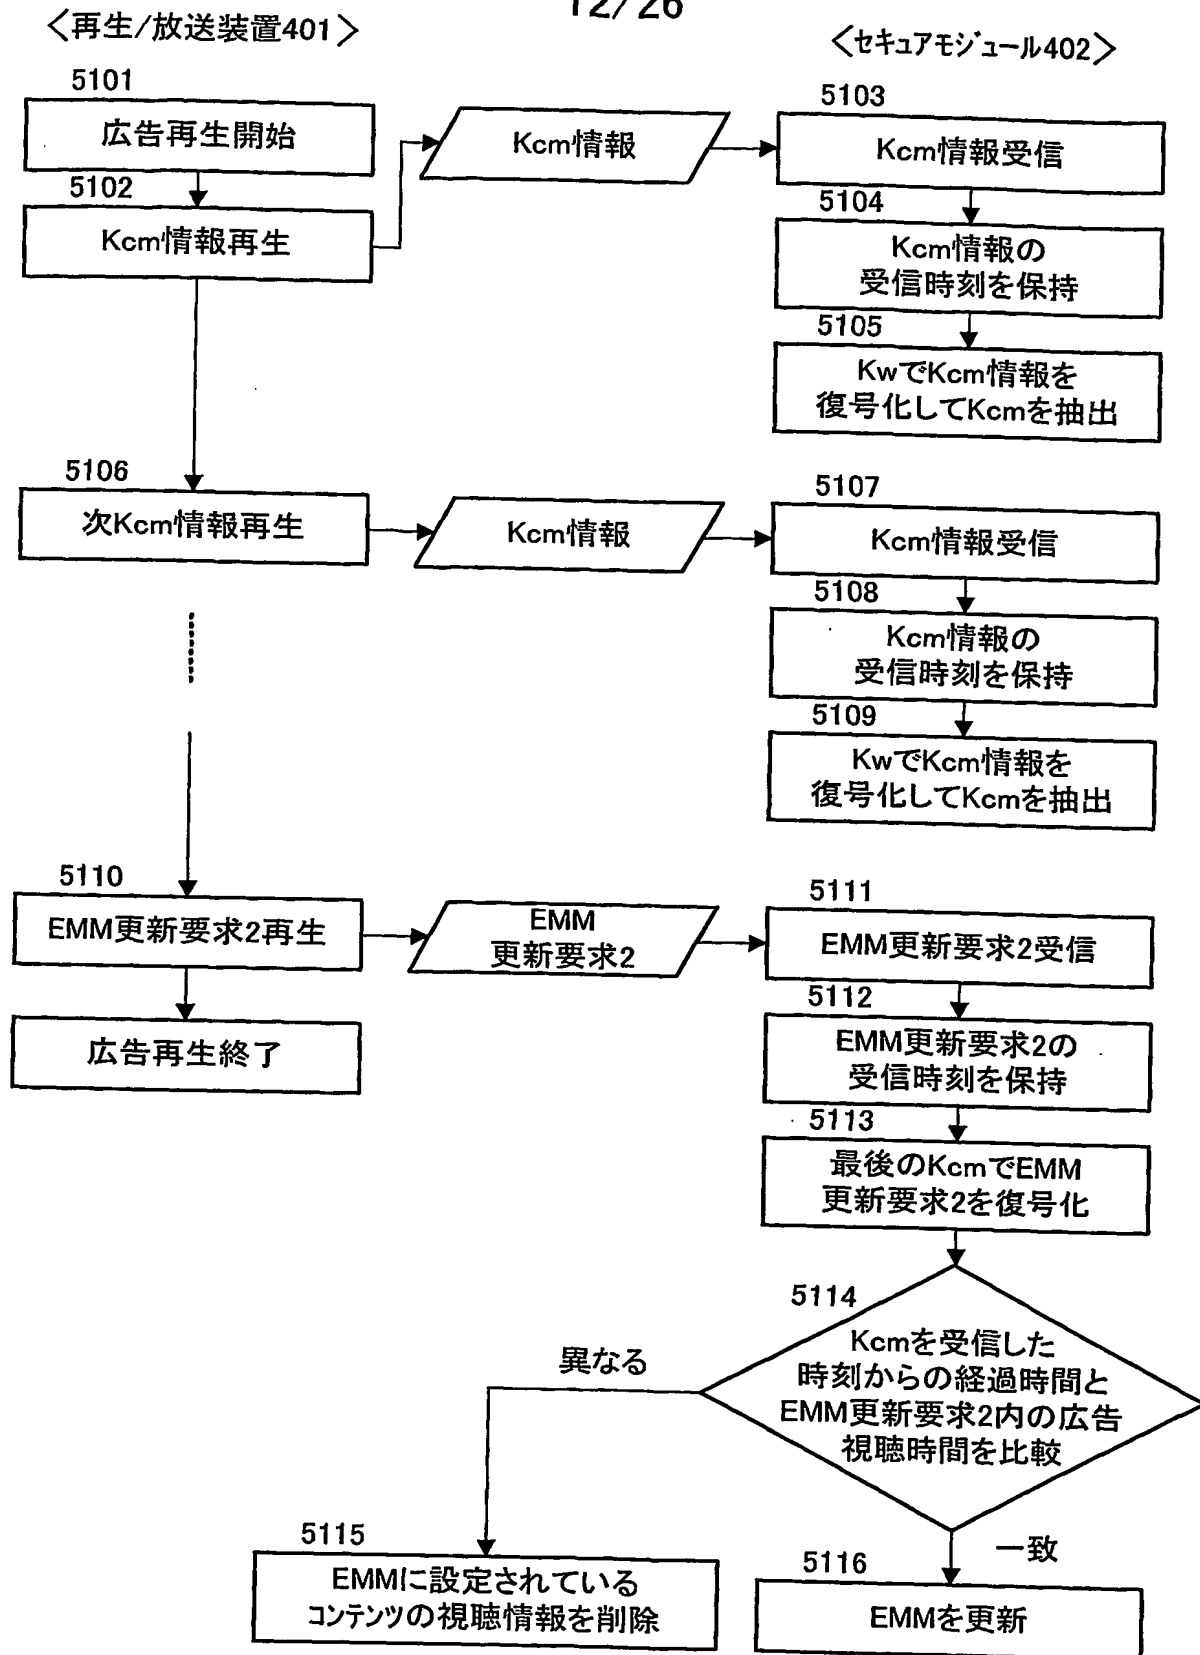 12/26
〈再生/放送装置401〉
〈セキュアモジュール402〉
5101
広告再生開始
5102
Kcm情報再生
Kcm情報
5103
Kcm情報受信
5104
Kcm情報の
受信時刻を保持
5105
KwでKcm情報を
復号化してKcmを抽出
5106
次Kcm情報再生
Kcm情報
5107
Kcm情報受信
5108
Kcm情報の
受信時刻を保持
5109
KwでKcm情報を
復号化してKcmを抽出
5110
EMM更新要求2再生
EMM
更新要求2
5111
EMM更新要求2受信
広告再生終了
5112
EMM更新要求2の
受信時刻を保持
5113
最後のKcmでEMM
更新要求2を復号化
5114
Kcmを受信した
時刻からの経過時間と
EMM更新要求2内の広告
視聴時間を比較
異なる
一致
5115
EMMに設定されている
コンテンツの視聴情報を削除
5116
EMMを更新